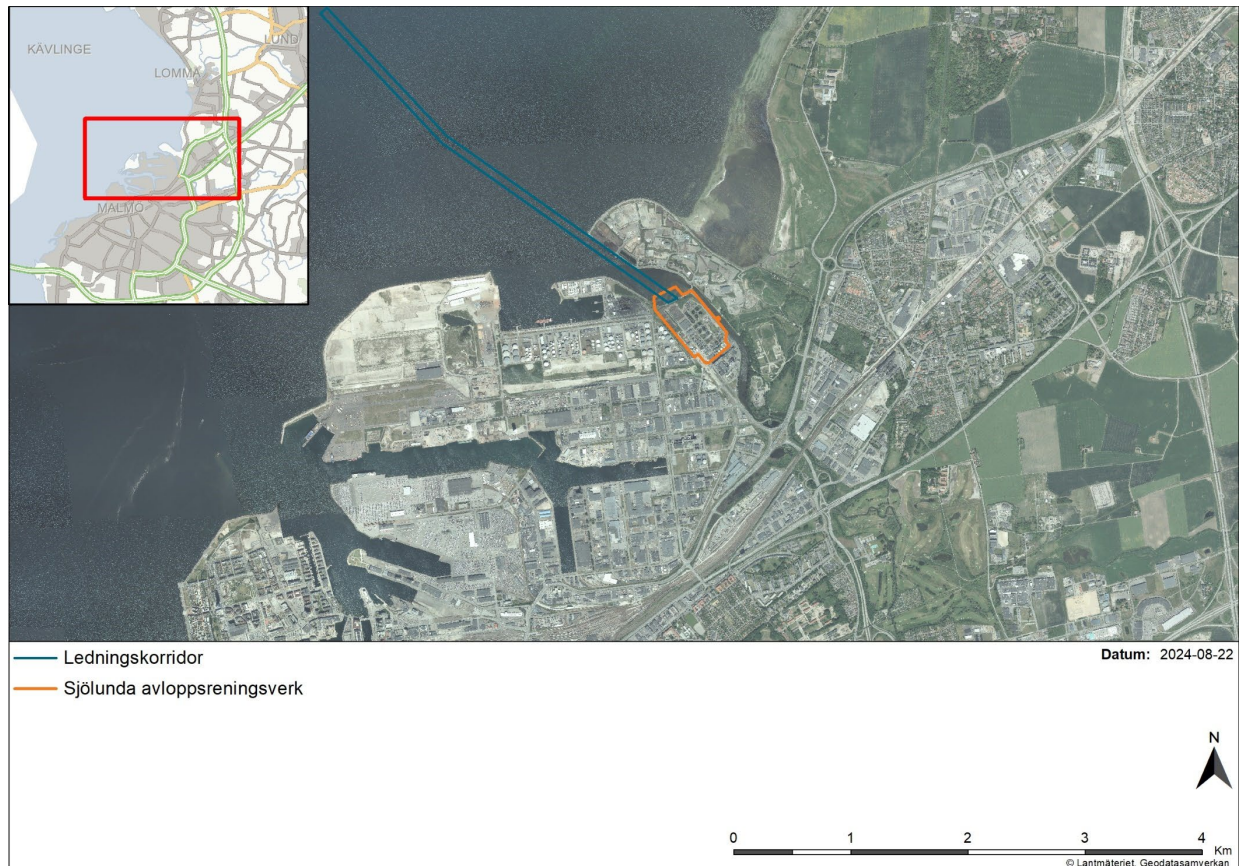 KÄVLINGE
LUND
LOMMA
MALMÖ
Ledningskorridor
Sjölunda avloppsreningsverk
Datum: 2024-08-22
N
0 1 2 3 4
Km
© Lantmäteriet, Geodatasamverkan